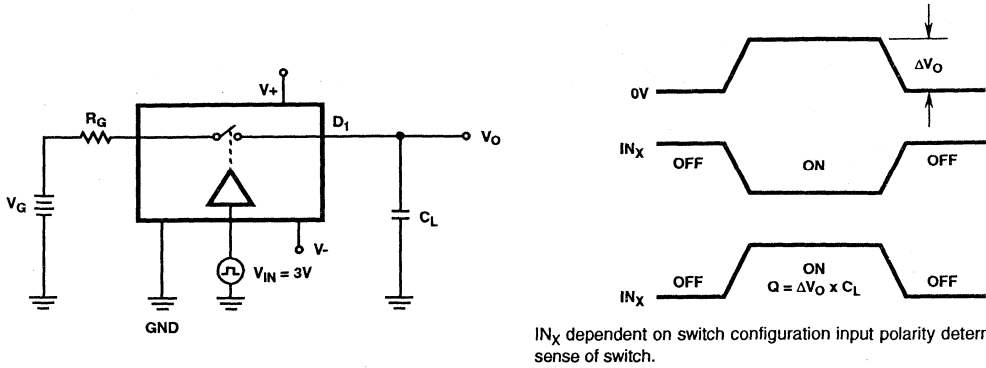 V+
RG
D1
VO
VG
CL
V-
VIN = 3V
GND
ΔVO
0V
INX
OFF
ON
OFF
INX
OFF
ON
Q = ΔVO x CL
OFF
INX dependent on switch configuration input polarity
sense of switch.